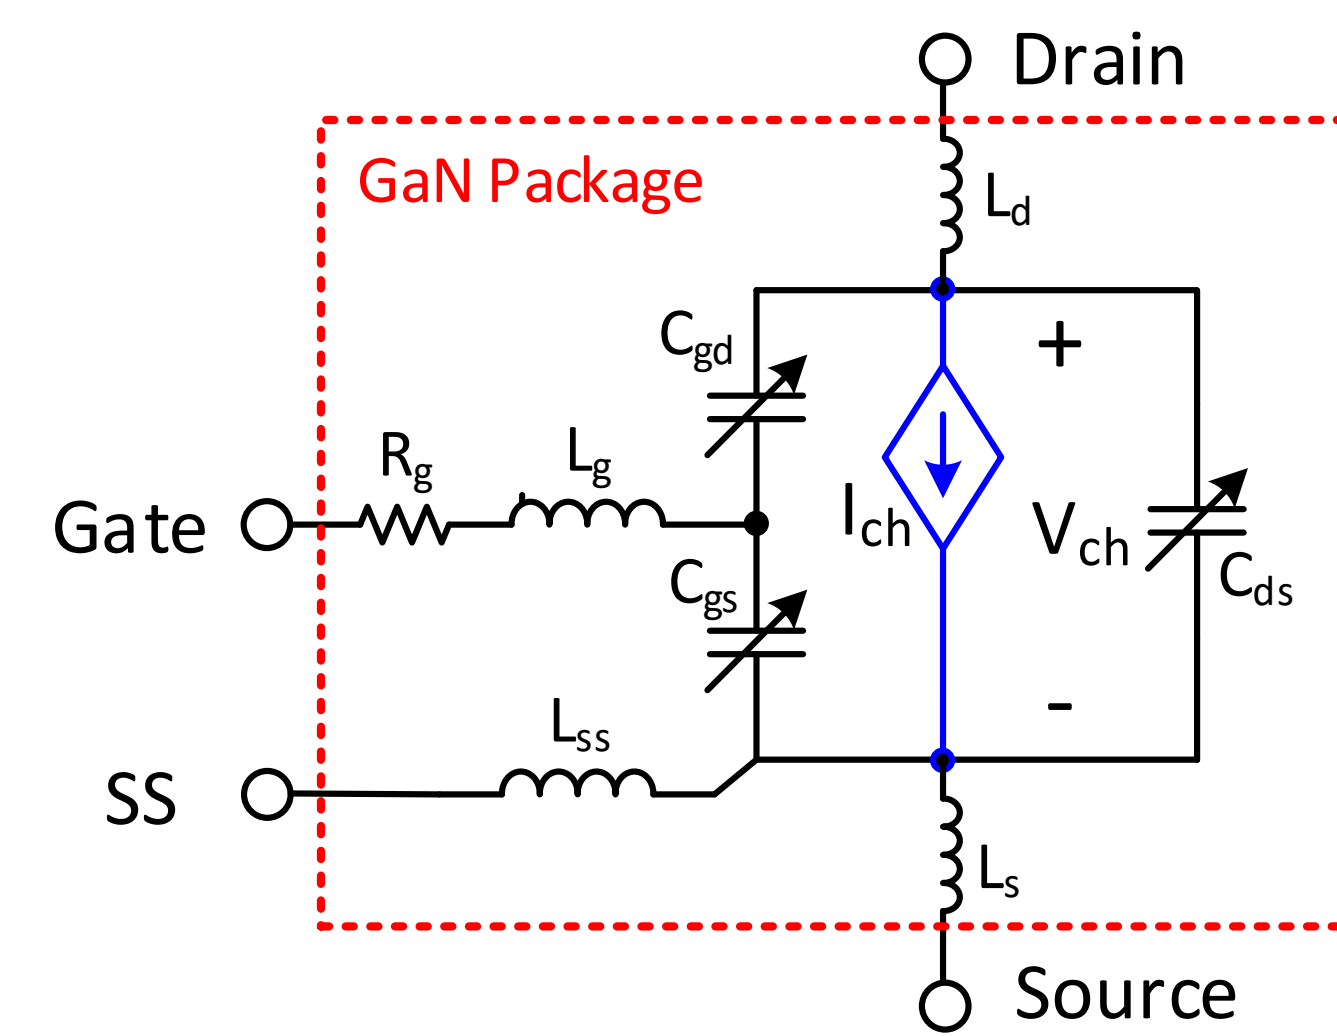 Drain
GaN Package
Ld
Cgd
Rg
Lg
+
Gate
Ich
Vch
Cgs
Cds
-
Lss
SS
Ls
Source